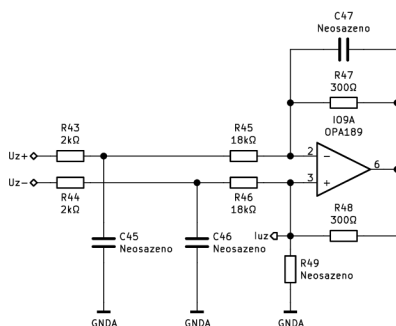 C47
Neosazeno
R47
300Ω
IO9A
OPA189
R43
2kΩ
R45
18kΩ
Uz+
2
-
6
Uz-
3
+
R44
2kΩ
R46
18kΩ
R48
300Ω
Iuz
C45
Neosazeno
C46
Neosazeno
R49
Neosazeno
GNDA
GNDA
GNDA